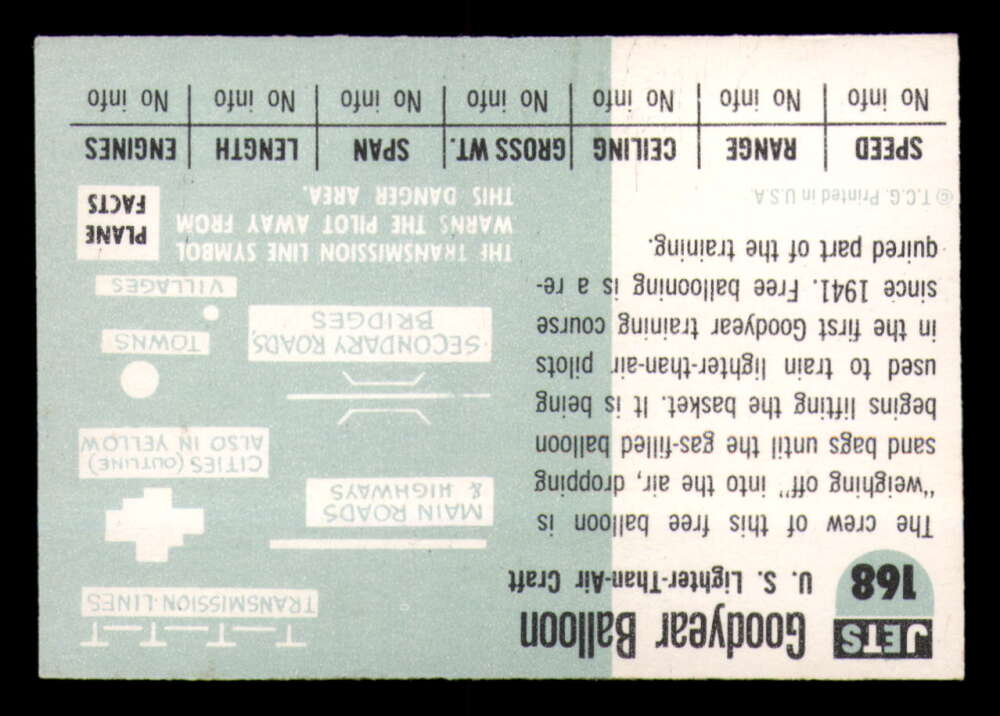 JETS
168
Goodyear Balloon
U. S. Lighter-Than-Air Craft
The crew of this free balloon is
"weighing off" into the air, dropping
sand bags until the gas-filled balloon
begins lifting the basket. It is being
used to train lighter-than-air pilots
in the first Goodyear training course
since 1941. Free ballooning is a re-
quired part of the training.
© T.C.G. Printed in U.S.A
TRANSMISSION LINES
MAIN ROADS
& HIGHWAYS
CITIES (OUTLINE)
ALSO IN YELLOW
SECONDARY ROADS,
BRIDGES
TOWNS
VILLAGES
THE TRANSMISSION LINE SYMBOL
WARNS THE PILOT AWAY FROM
THIS DANGER AREA.
PLANE
FACTS
SPEED RANGE CEILING GROSS WT. SPAN LENGTH ENGINES
No info No info No info No info No info No info No info